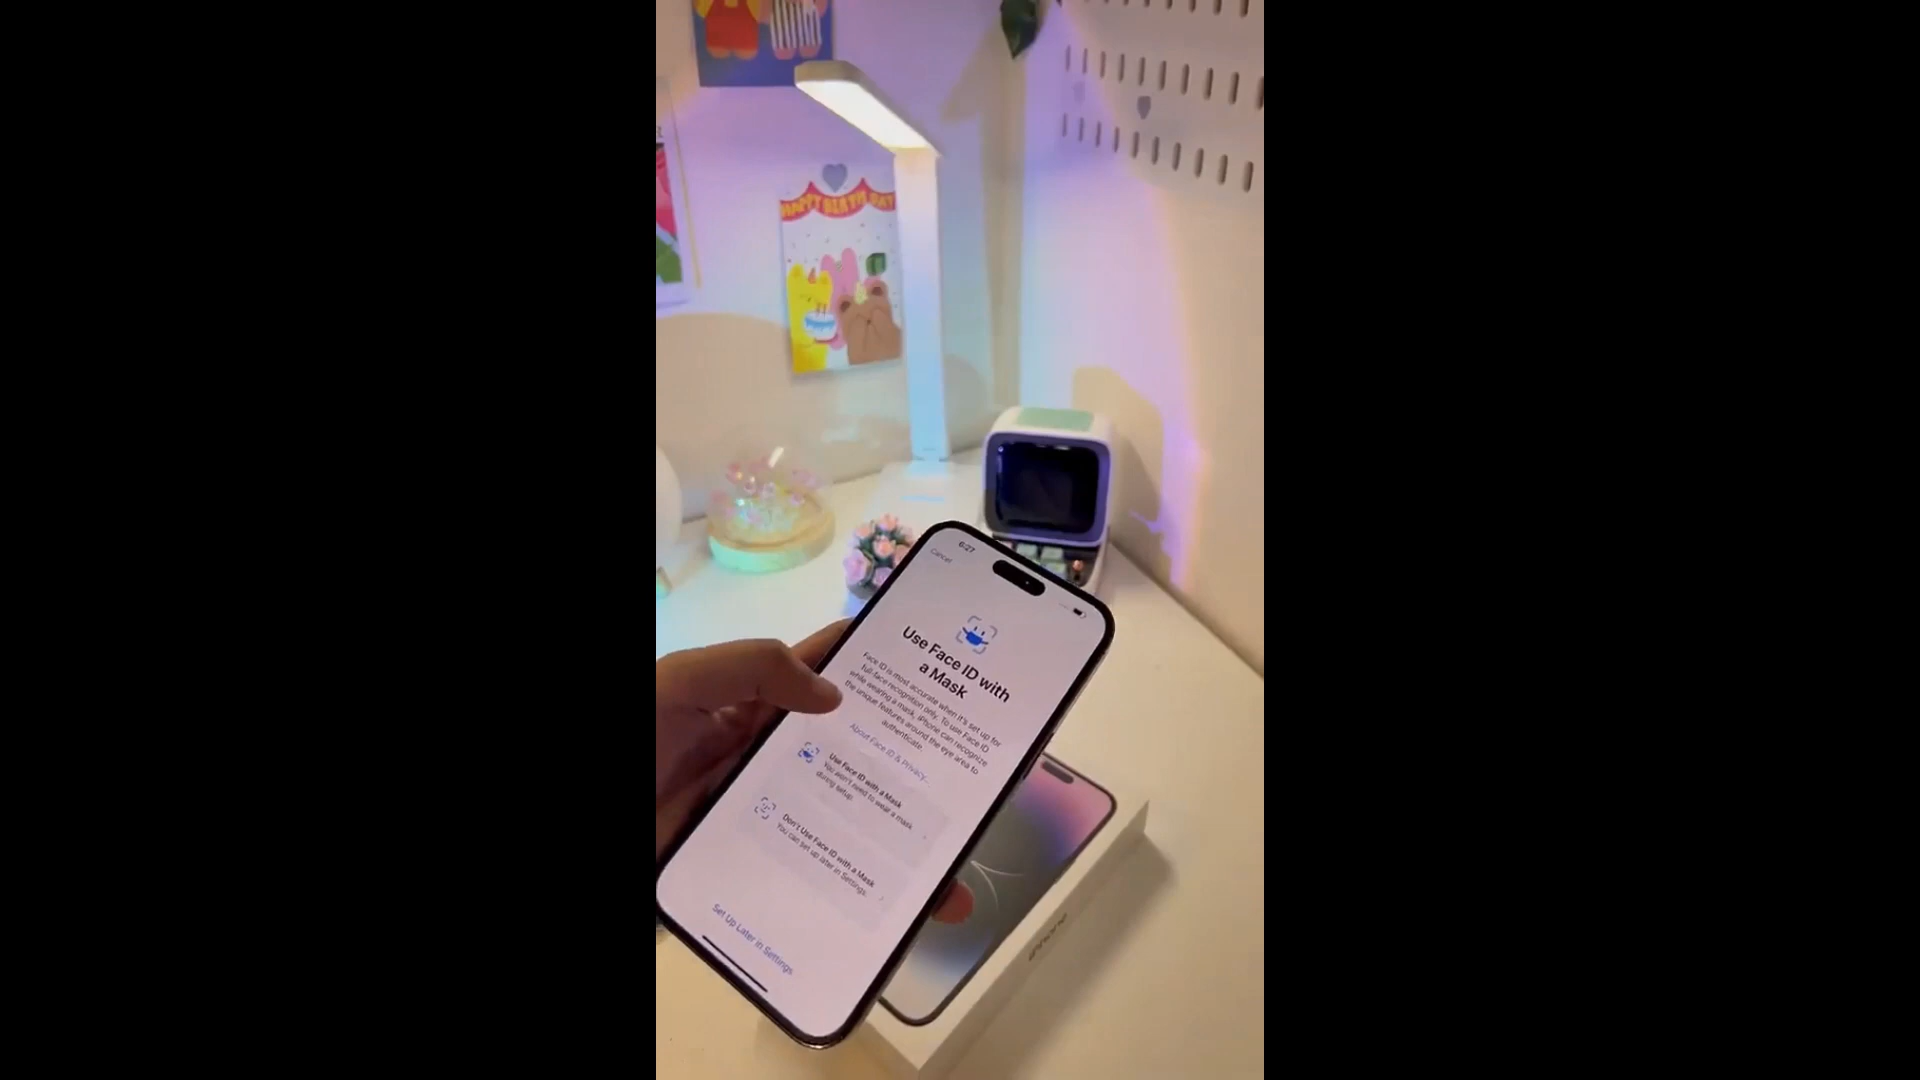 HAPPY BIRTHDAY
6:27
Cancel
Use Face ID with
a Mask
Face ID is most accurate when it's set up for
full-face recognition only. To use Face ID
while wearing a mask, iPhone can recognize
the unique features around the eye area to
authenticate.
About Face ID & Privacy...
Use Face ID with a Mask
You won't need to wear a mask
during setup.
Don't Use Face ID with a Mask
You can set up later in Settings.
Set Up Later in Settings
iPhone